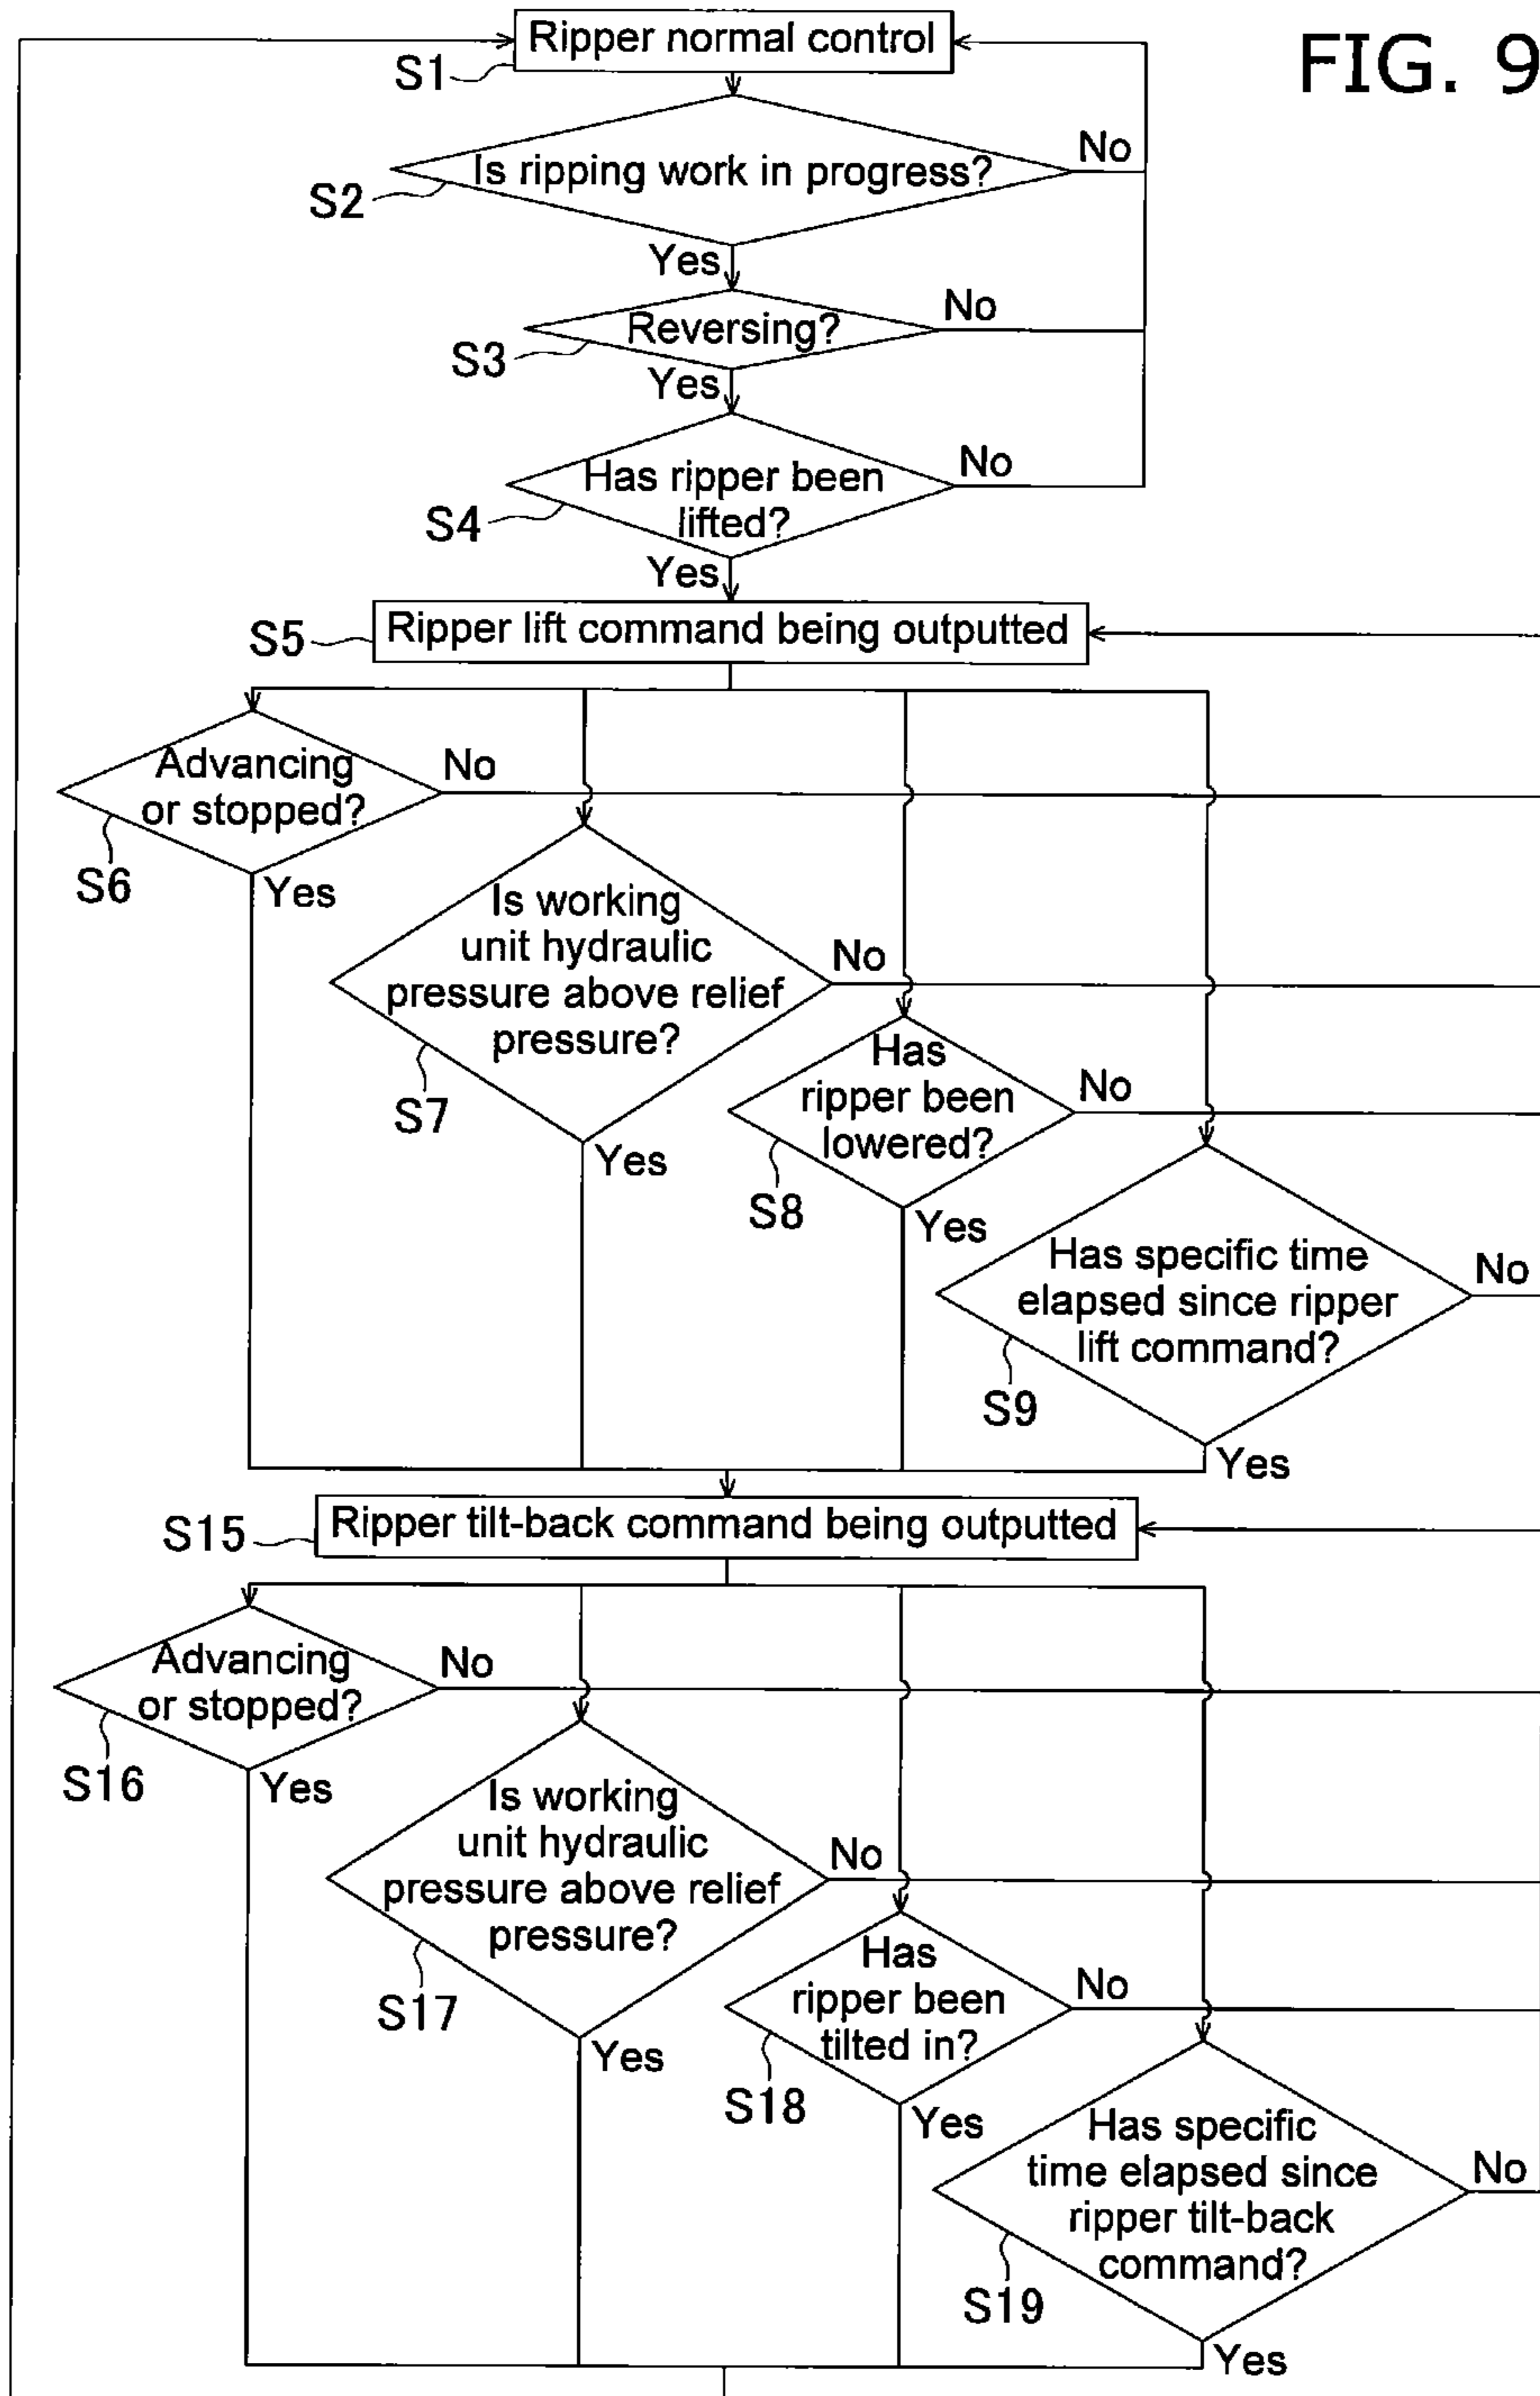 FIG. 9
Ripper normal control
S1
Is ripping work in progress?
No
S2
Yes
Reversing?
No
S3
Yes
Has ripper been
lifted?
No
S4
Yes
Ripper lift command being outputted
S5
Advancing
or stopped?
No
S6
Yes
Is working
unit hydraulic
pressure above relief
pressure?
No
S7
Yes
Has
ripper been
lowered?
No
S8
Yes
Has specific time
elapsed since ripper
lift command?
No
S9
Yes
Ripper tilt-back command being outputted
S15
Advancing
or stopped?
No
S16
Yes
Is working
unit hydraulic
pressure above relief
pressure?
No
S17
Yes
Has
ripper been
tilted in?
No
S18
Yes
Has specific
time elapsed since
ripper tilt-back
command?
No
S19
Yes